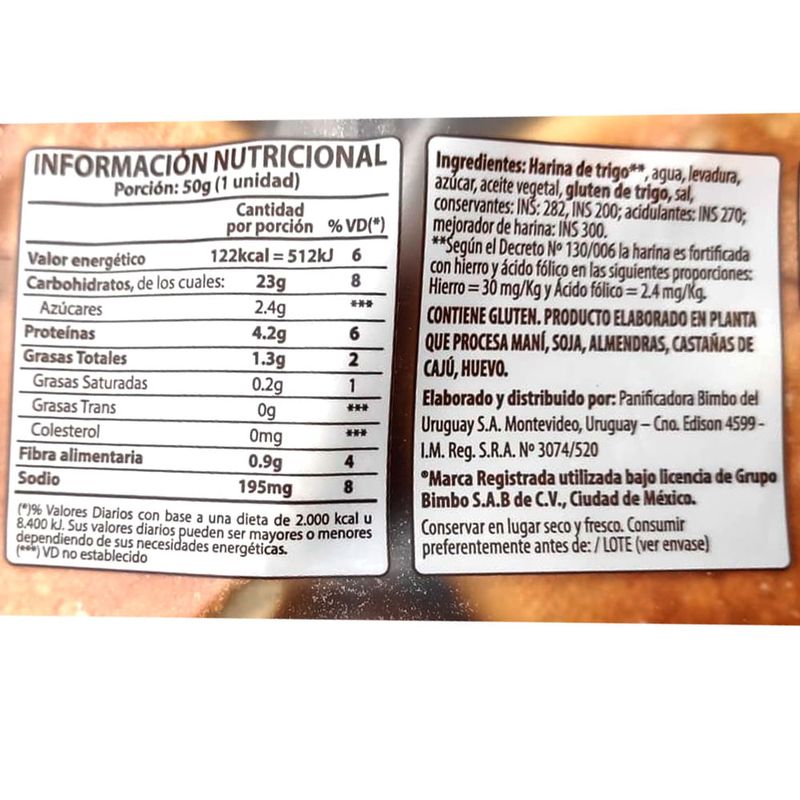 INFORMACIÓN NUTRICIONAL
Porción: 50g (1 unidad)
Cantidad
por porción % VD(*)
Valor energético 122kcal = 512kJ 6
Carbohidratos, de los cuales: 23g 8
Azúcares 2.4g ***
Proteínas 4.2g 6
Grasas Totales 1.3g 2
Grasas Saturadas 0.2g 1
Grasas Trans 0g ***
Colesterol 0mg ***
Fibra alimentaria 0.9g 4
Sodio 195mg 8
(*)% Valores Diarios con base a una dieta de 2.000 kcal u
8.400 kJ. Sus valores diarios pueden ser mayores o menores
dependiendo de sus necesidades energéticas.
(***) VD no establecido
Ingredientes: Harina de trigo**, agua, levadura,
azúcar, aceite vegetal, gluten de trigo, sal,
conservantes: INS: 282, INS 200; acidulantes: INS 270;
mejorador de harina: INS 300.
**Según el Decreto Nº 130/006 la harina es fortificada
con hierro y ácido fólico en las siguientes proporciones:
Hierro = 30 mg/Kg y Ácido fólico = 2.4 mg/Kg.
CONTIENE GLUTEN. PRODUCTO ELABORADO EN PLANTA
QUE PROCESA MANÍ, SOJA, ALMENDRAS, CASTAÑAS DE
CAJÚ, HUEVO.
Elaborado y distribuido por: Panificadora Bimbo del
Uruguay S.A. Montevideo, Uruguay – Cno. Edison 4599 -
I.M. Reg. S.R.A. Nº 3074/520
®Marca Registrada utilizada bajo licencia de Grupo
Bimbo S.A.B de C.V., Ciudad de México.
Conservar en lugar seco y fresco. Consumir
preferentemente antes de: / LOTE (ver envase)